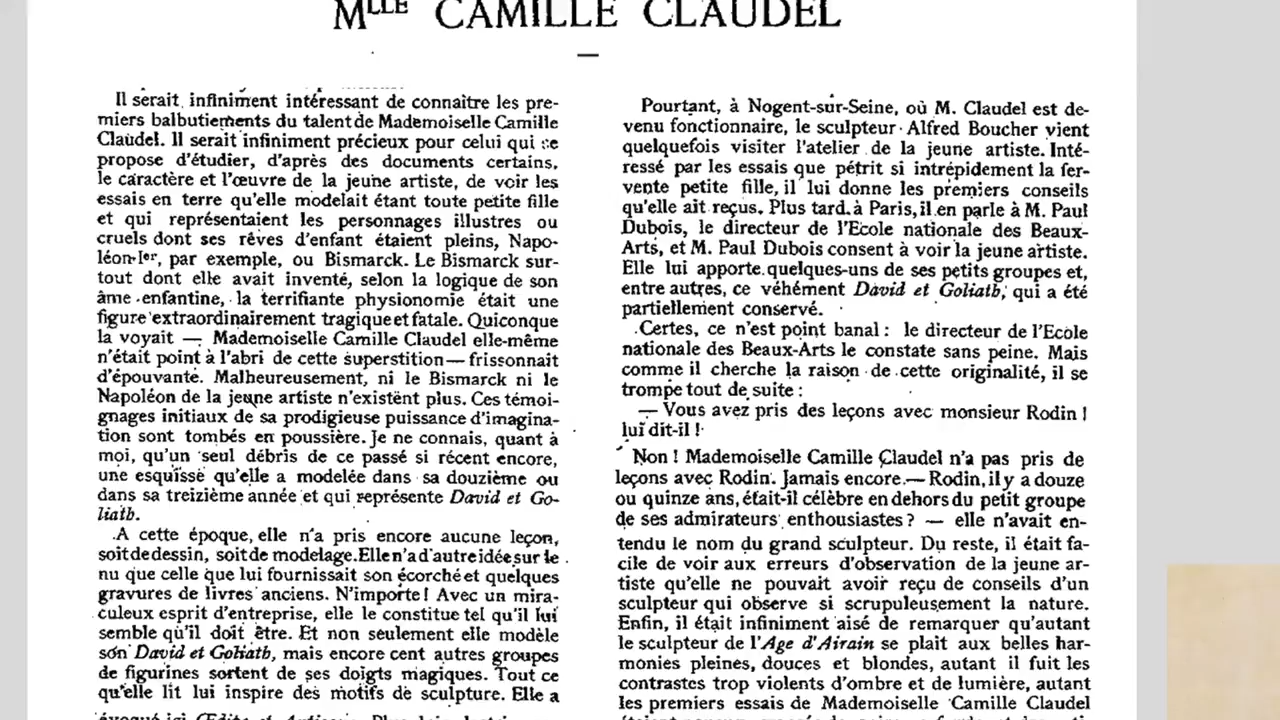 MLLE CAMILLE CLAUDEL
Il serait infiniment intéressant de connaître les pre-
miers balbutiements du talent de Mademoiselle Camille
Claudel. Il serait infiniment précieux pour celui qui se
propose d'étudier, d'après des documents certains,
le caractère et l'œuvre de la jeune artiste, de voir les
essais en terre qu'elle modelait étant toute petite fille
et qui représentaient les personnages illustres ou
cruels dont ses rêves d'enfant étaient pleins, Napo-
léon Ier, par exemple, ou Bismarck. Le Bismarck sur-
tout dont elle avait inventé, selon la logique de son
âme enfantine, la terrifiante physionomie était une
figure extraordinairement tragique et fatale. Quiconque
la voyait — Mademoiselle Camille Claudel elle-même
n'était point à l'abri de cette superstition — frissonnait
d'épouvante. Malheureusement, ni le Bismarck ni le
Napoléon de la jeune artiste n'existent plus. Ces témoi-
gnages initiaux de sa prodigieuse puissance d'imagina-
tion sont tombés en poussière. Je ne connais, quant à
moi, qu'un seul débris de ce passé si récent encore,
une esquisse qu'elle a modelée dans sa douzième ou
dans sa treizième année et qui représente David et Go-
liath.
A cette époque, elle n'a pris encore aucune leçon,
soit de dessin, soit de modelage. Elle n'a d'autre idée sur le
nu que celle que lui fournissait son écorché et quelques
gravures de livres anciens. N'importe ! Avec un mira-
culeux esprit d'entreprise, elle le constitue tel qu'il lui
semble qu'il doit être. Et non seulement elle modèle
son David et Goliath, mais encore cent autres groupes
de figurines sortent de ses doigts magiques. Tout ce
qu'elle lit lui inspire des motifs de sculpture. Elle a
Pourtant, à Nogent-sur-Seine, où M. Claudel est de-
venu fonctionnaire, le sculpteur Alfred Boucher vient
quelquefois visiter l'atelier de la jeune artiste. Inté-
ressé par les essais que pétrit si intrépidement la fer-
vente petite fille, il lui donne les premiers conseils
qu'elle ait reçus. Plus tard, à Paris, il en parle à M. Paul
Dubois, le directeur de l'Ecole nationale des Beaux-
Arts, et M. Paul Dubois consent à voir la jeune artiste.
Elle lui apporte quelques-uns de ses petits groupes et,
entre autres, ce véhément David et Goliath, qui a été
partiellement conservé.
Certes, ce n'est point banal : le directeur de l'Ecole
nationale des Beaux-Arts le constate sans peine. Mais
comme il cherche la raison de cette originalité, il se
trompe tout de suite :
— Vous avez pris des leçons avec monsieur Rodin !
lui dit-il !
Non ! Mademoiselle Camille Claudel n'a pas pris de
leçons avec Rodin. Jamais encore. — Rodin, il y a douze
ou quinze ans, était-il célèbre en dehors du petit groupe
de ses admirateurs enthousiastes ? — elle n'avait en-
tendu le nom du grand sculpteur. Du reste, il était fa-
cile de voir aux erreurs d'observation de la jeune ar-
tiste qu'elle ne pouvait avoir reçu de conseils d'un
sculpteur qui observe si scrupuleusement la nature.
Enfin, il était infiniment aisé de remarquer qu'autant
le sculpteur de l'Age d'Airain se plaît aux belles har-
monies pleines, douces et blondes, autant il fuit les
contrastes trop violents d'ombre et de lumière, autant
les premiers essais de Mademoiselle Camille Claudel